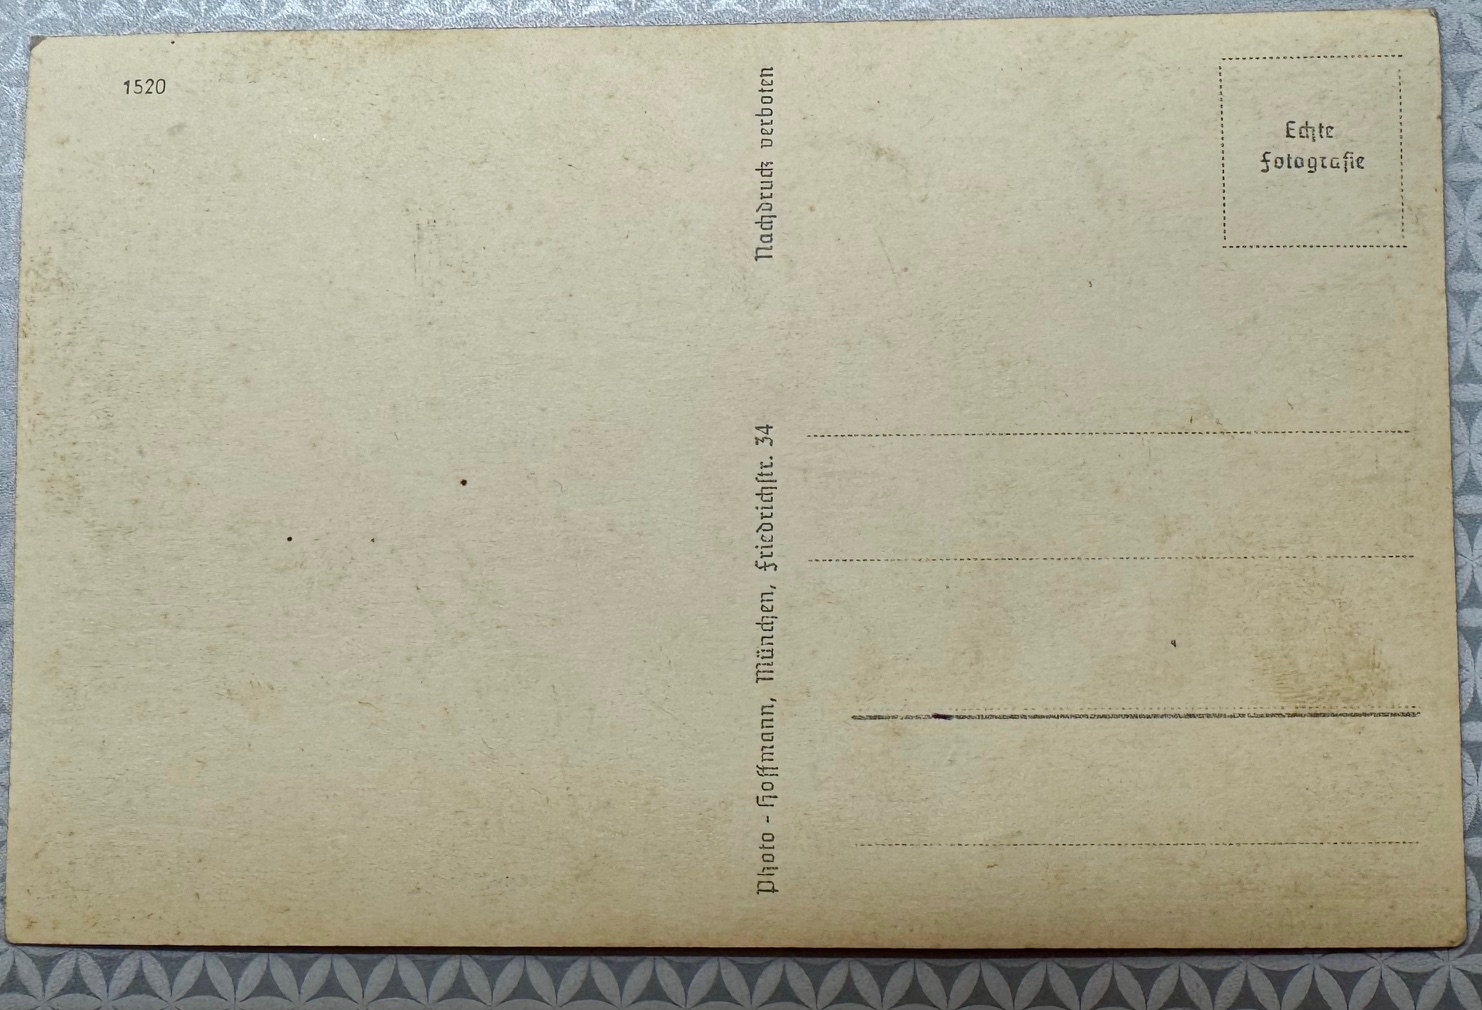 1520
Nachdruck verboten
Photo - Hoffmann, München, Friedrichstr. 34
Echte
Fotografie